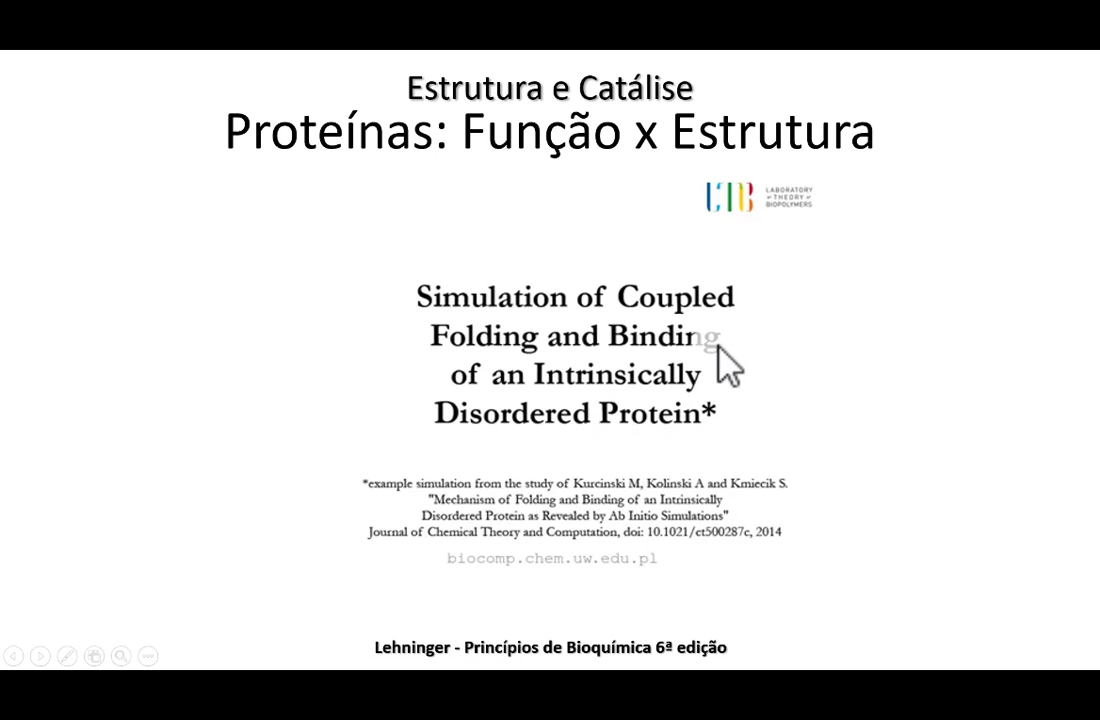 Estrutura e Catálise
Proteínas: Função x Estrutura
LTB
LABORATORY
OF THEORY OF
BIOPOLYMERS
Simulation of Coupled
Folding and Binding
of an Intrinsically
Disordered Protein*
*example simulation from the study of Kurcinski M, Kolinski A and Kmiecik S.
"Mechanism of Folding and Binding of an Intrinsically
Disordered Protein as Revealed by Ab Initio Simulations"
Journal of Chemical Theory and Computation, doi: 10.1021/ct500287c, 2014
biocomp.chem.uw.edu.pl
Lehninger - Princípios de Bioquímica 6ª edição